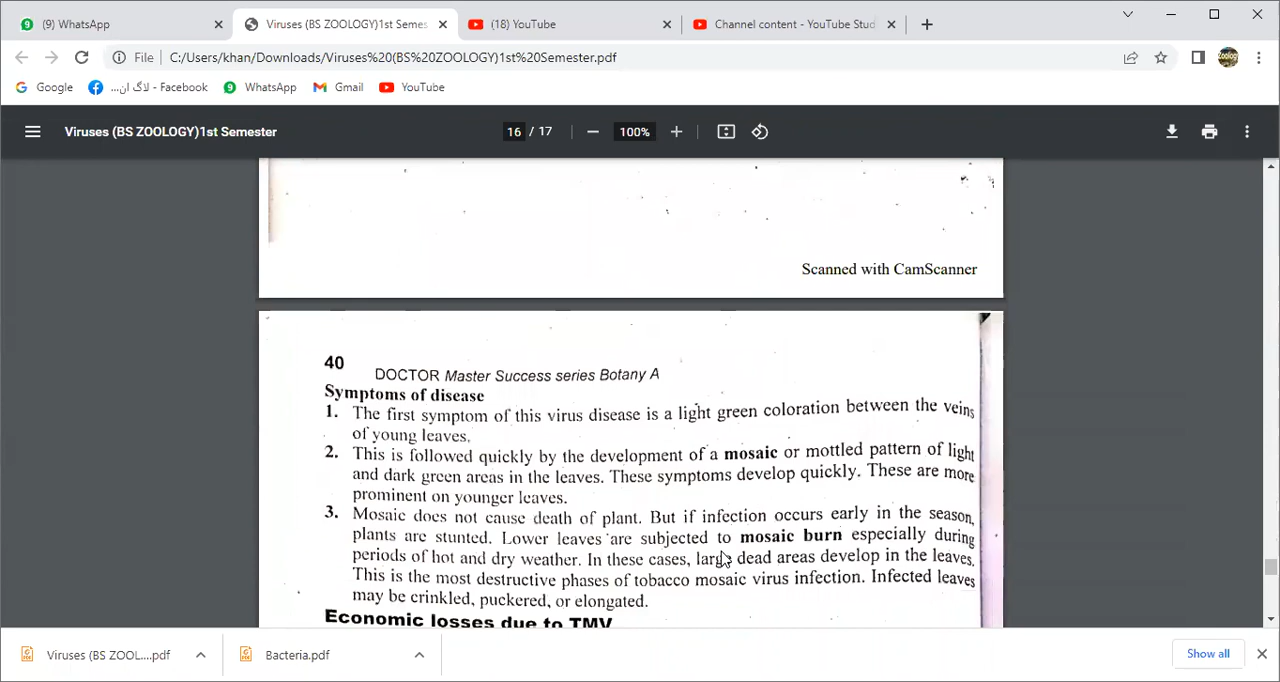 (9) WhatsApp
Viruses (BS ZOOLOGY)1st Semes
(18) YouTube
Channel content - YouTube Stud
File C:/Users/khan/Downloads/Viruses%20(BS%20ZOOLOGY)1st%20Semester.pdf
Google
...لاگ ان - Facebook
WhatsApp
Gmail
YouTube
Viruses (BS ZOOLOGY)1st Semester
16 / 17
100%
Scanned with CamScanner
40
DOCTOR Master Success series Botany A
Symptoms of disease
1. The first symptom of this virus disease is a light green coloration between the veins
of young leaves.
2. This is followed quickly by the development of a mosaic or mottled pattern of light
and dark green areas in the leaves. These symptoms develop quickly. These are more
prominent on younger leaves.
3. Mosaic does not cause death of plant. But if infection occurs early in the season,
plants are stunted. Lower leaves are subjected to mosaic burn especially during
periods of hot and dry weather. In these cases, large dead areas develop in the leaves.
This is the most destructive phases of tobacco mosaic virus infection. Infected leaves
may be crinkled, puckered, or elongated.
Economic losses due to TMV
Viruses (BS ZOOL....pdf
Bacteria.pdf
Show all